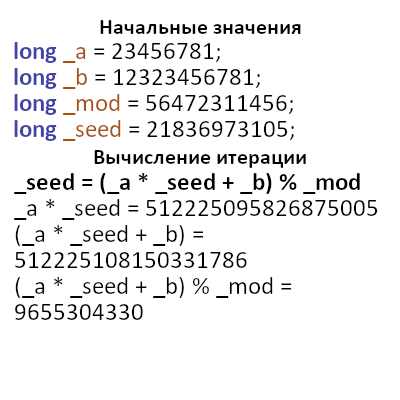 Начальные значения
long _a = 23456781;
long _b = 12323456781;
long _mod = 56472311456;
long _seed = 21836973105;
Вычисление итерации
_seed = (_a * _seed + _b) % _mod
_a * _seed = 512225095826875005
(_a * _seed + _b) =
512225108150331786
(_a * _seed + _b) % _mod =
9655304330